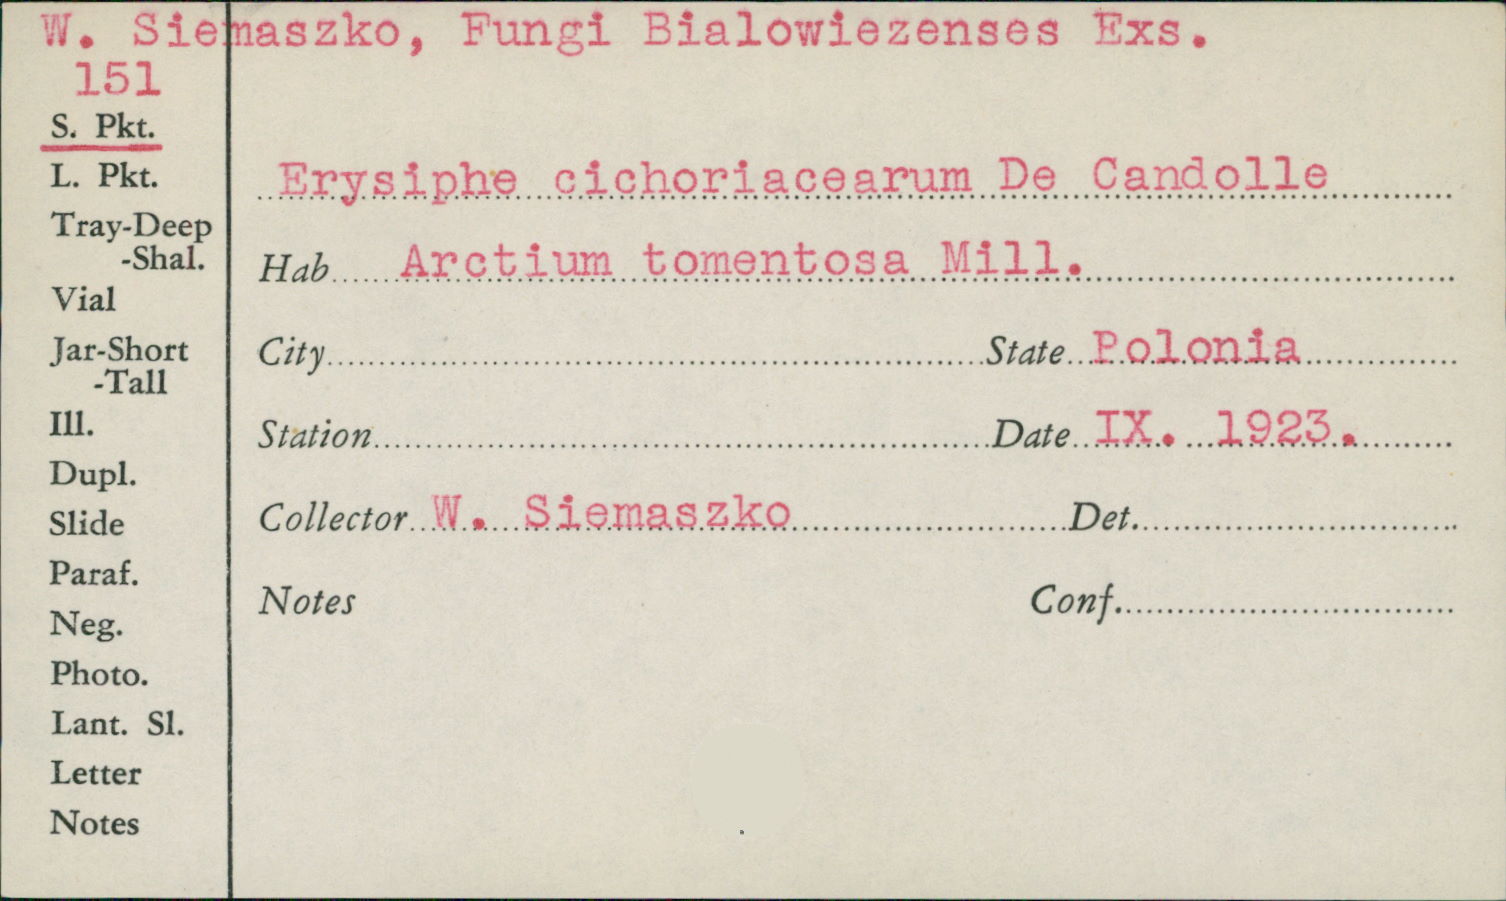 W. Siemaszko, Fungi Bialowiezenses Exs.
151
S. Pkt.
L. Pkt.
Tray-Deep
-Shal.
Vial
Jar-Short
-Tall
Ill.
Dupl.
Slide
Paraf.
Neg.
Photo.
Lant. Sl.
Letter
Notes
Erysiphe cichoriacearum De Candolle
Hab. Arctium tomentosa Mill.
City State Polonia
Station Date IX. 1923.
Collector W. Siemaszko Det.
Notes Conf.